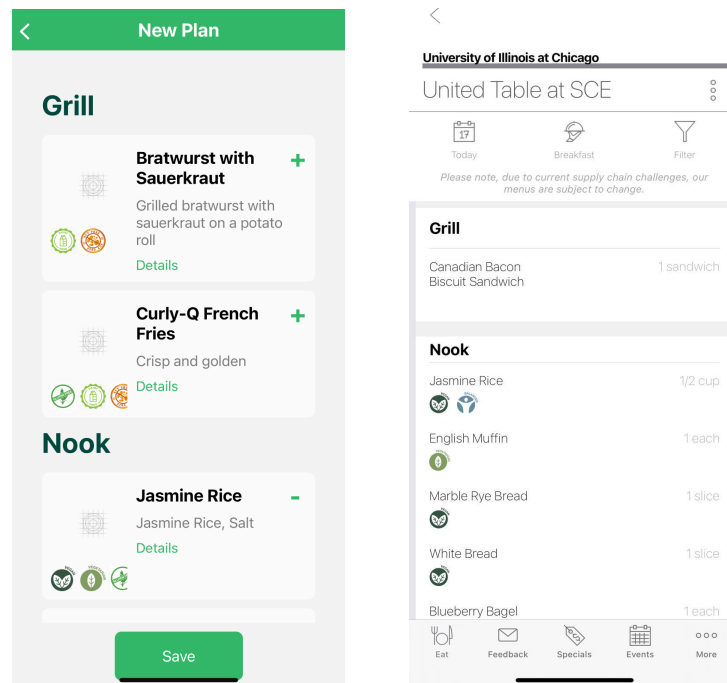 New Plan
Grill
Bratwurst with
Sauerkraut
+
Grilled bratwurst with
sauerkraut on a potato
roll
Details
Curly-Q French
Fries
+
Crisp and golden
Details
Nook
Jasmine Rice
-
Jasmine Rice, Salt
Details
Save
University of Illinois at Chicago
United Table at SCE
17
Today
Breakfast
Filter
Please note, due to current supply chain challenges, our
menus are subject to change.
Grill
Canadian Bacon 1 sandwich
Biscuit Sandwich
Nook
Jasmine Rice 1/2 cup
English Muffin 1 each
Marble Rye Bread 1 slice
White Bread 1 slice
Blueberry Bagel 1 each
Eat Feedback Specials Events More